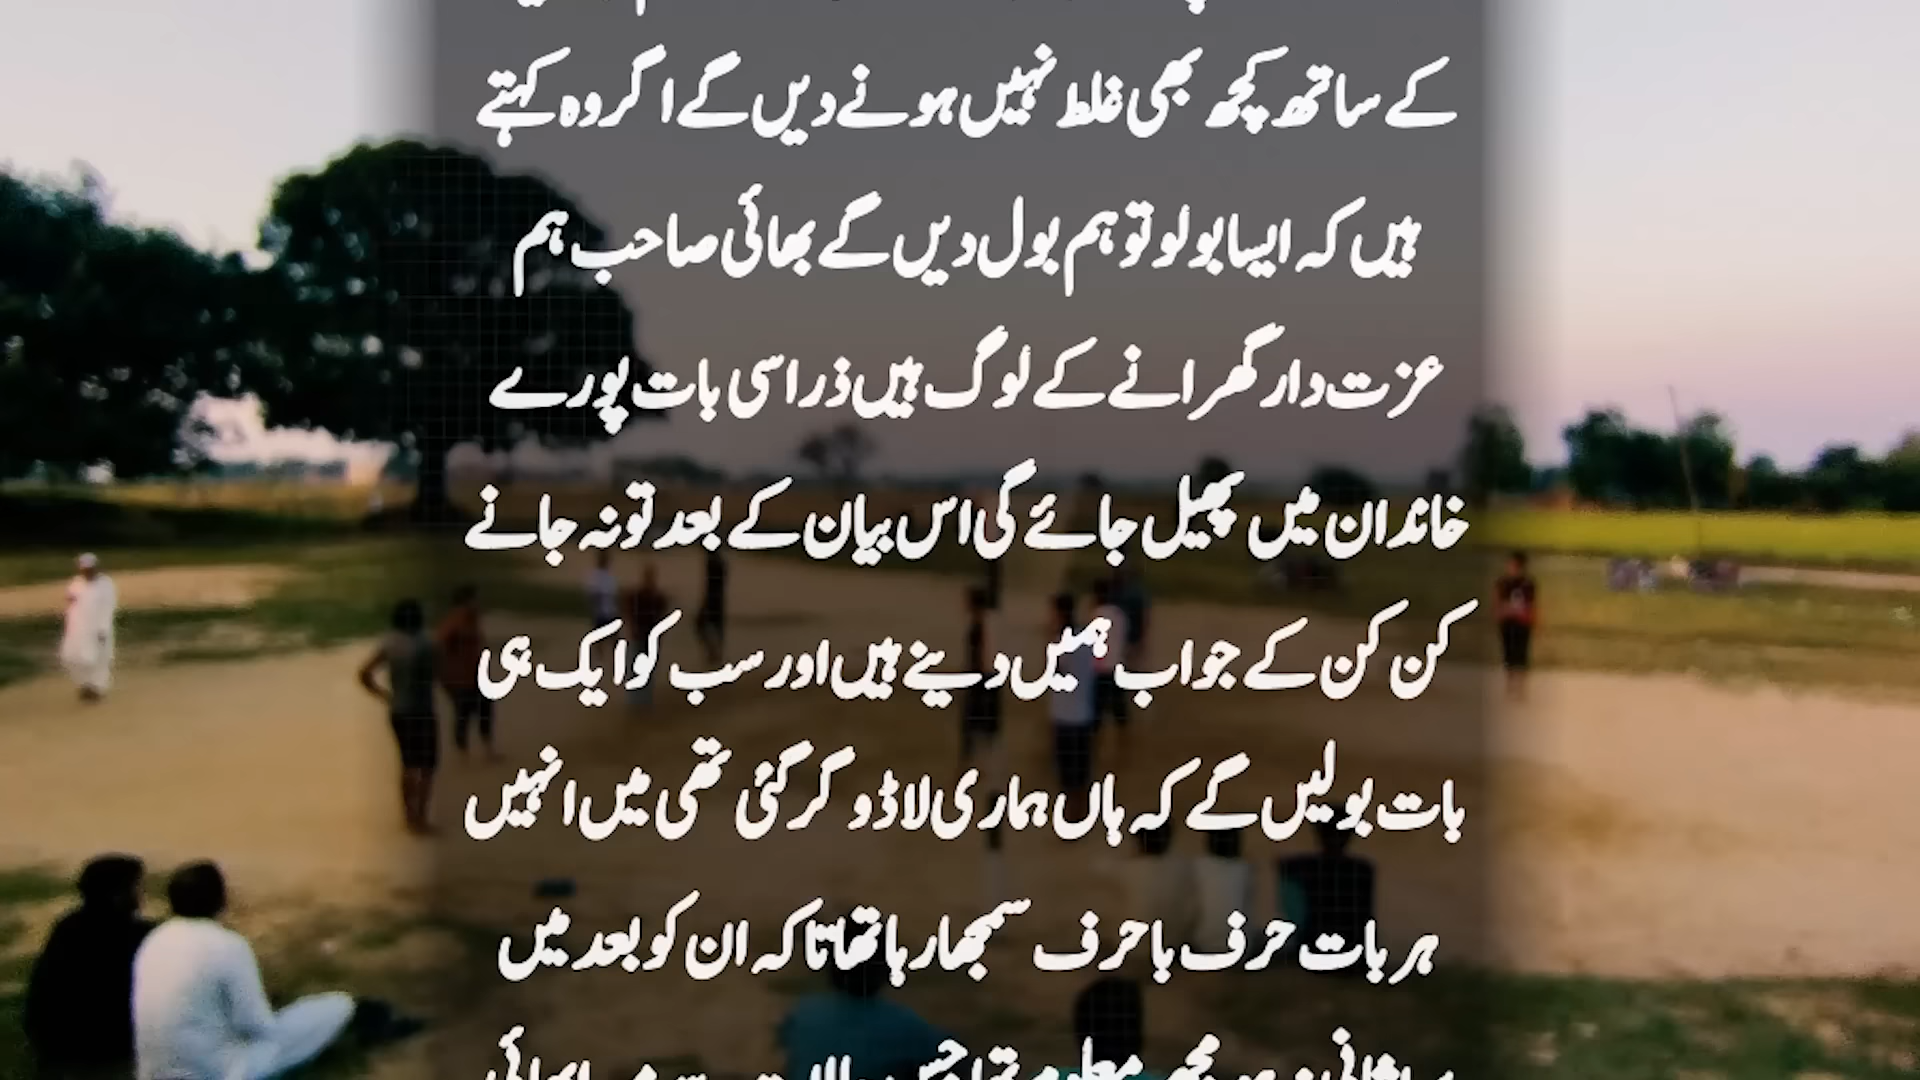 کے ساتھ کچھ بھی غلط نہیں ہونے دیں گے اگر وہ کہتے
ہیں کہ ایسا بولو تو ہم بول دیں گے بھائی صاحب ہم
عزت دار گھرانے کے لوگ ہیں ذرا سی بات پورے
خاندان میں پھیل جائے گی اس بیان کے بعد تو نہ جانے
کن کن کے جواب ہمیں دینے ہیں اور سب کو ایک ہی
بات بولیں گے کہ ہاں ہماری لاڈو گر گئی تھی میں انہیں
ہر بات حرف با حرف سمجھا رہا تھا تا کہ ان کو بعد میں